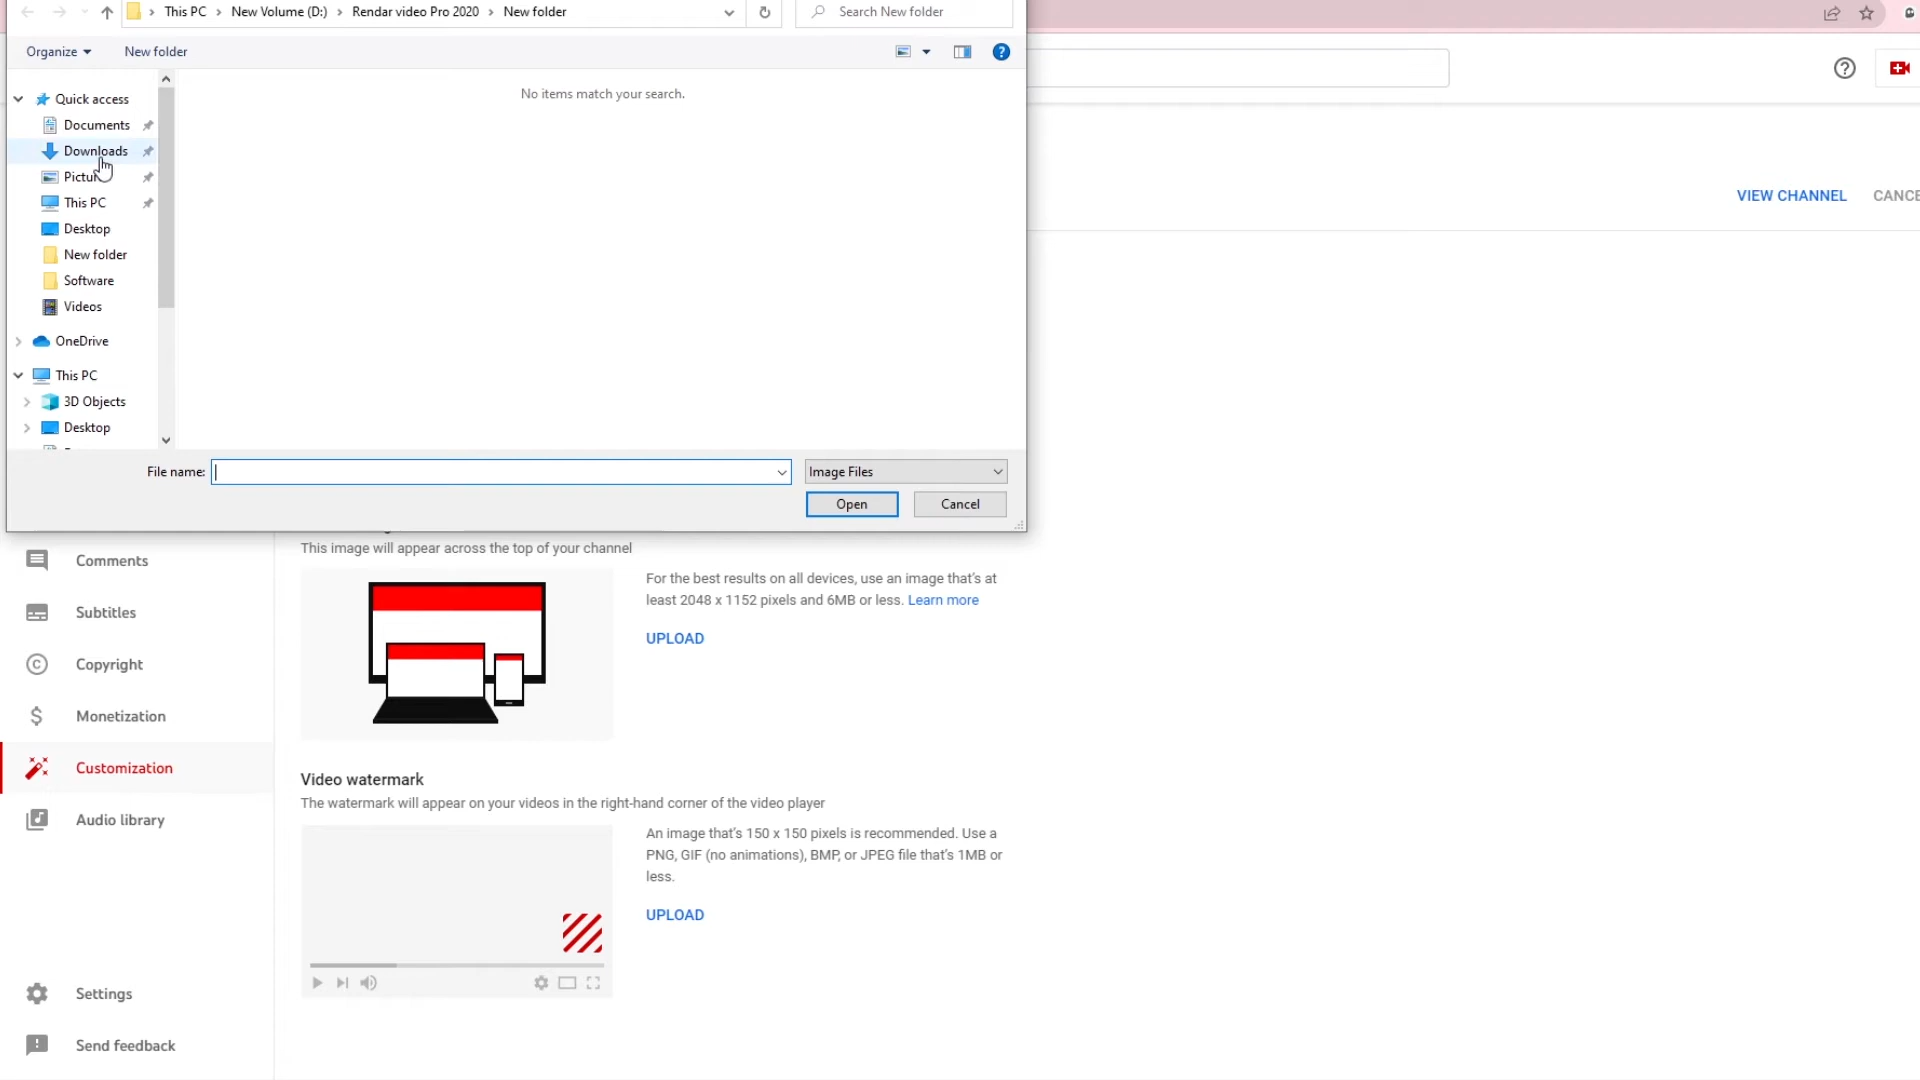 This PC > New Volume (D:) > Rendar video Pro 2020 > New folder
Search New folder
Organize
New folder
Quick access
Documents
Downloads
This PC
Desktop
New folder
Software
Videos
OneDrive
This PC
3D Objects
Desktop
No items match your search.
File name:
Image Files
Open
Cancel
VIEW CHANNEL
CANCE
Comments
Subtitles
Copyright
Monetization
Customization
Audio library
Settings
Send feedback
This image will appear across the top of your channel
For the best results on all devices, use an image that's at
least 2048 x 1152 pixels and 6MB or less. Learn more
UPLOAD
Video watermark
The watermark will appear on your videos in the right-hand corner of the video player
An image that's 150 x 150 pixels is recommended. Use a
PNG, GIF (no animations), BMP, or JPEG file that's 1MB or
less.
UPLOAD